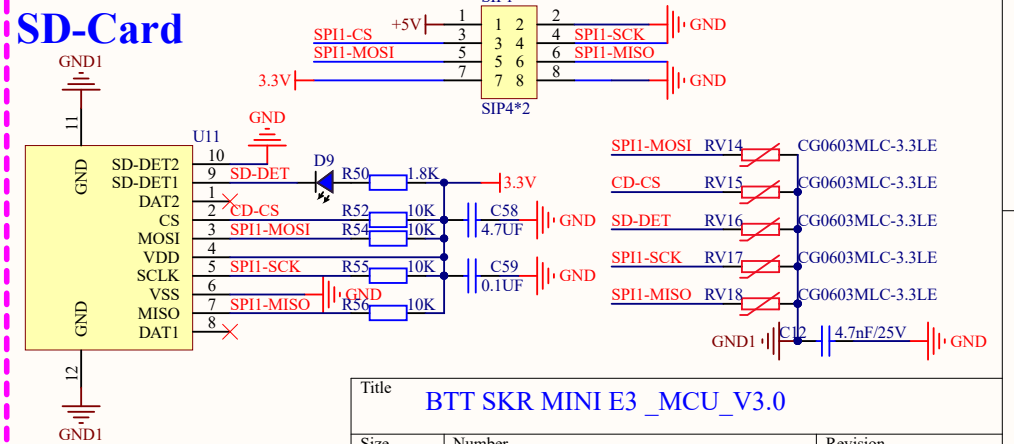 SD-Card
+5V 1 1 2 2 GND
SPI1-CS 3 3 4 4 SPI1-SCK
SPI1-MOSI 5 5 6 6 SPI1-MISO
3.3V 7 7 8 8 GND
SIP4*2
GND1
11
GND
U11
GND
SD-DET2 10
SD-DET1 9 SD-DET D9 R50 1.8K 3.3V
DAT2 1
CS 2 CD-CS R52 10K C58 GND
4.7UF
MOSI 3 SPI1-MOSI R54 10K
VDD 4
SCLK 5 SPI1-SCK R55 10K C59 GND
0.1UF
VSS 6 GND
MISO 7 SPI1-MISO R56 10K
DAT1 8
GND
12
GND1
SPI1-MOSI RV14 CG0603MLC-3.3LE
CD-CS RV15 CG0603MLC-3.3LE
SD-DET RV16 CG0603MLC-3.3LE
SPI1-SCK RV17 CG0603MLC-3.3LE
SPI1-MISO RV18 CG0603MLC-3.3LE
GND1 C12 4.7nF/25V GND
Title
BTT SKR MINI E3 _MCU_V3.0
Size Number Revision